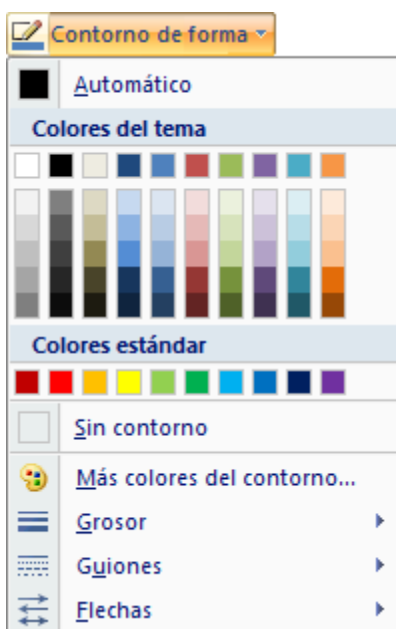 Contorno de forma
Automático
Colores del tema
Colores estándar
Sin contorno
Más colores del contorno...
Grosor
Guiones
Flechas